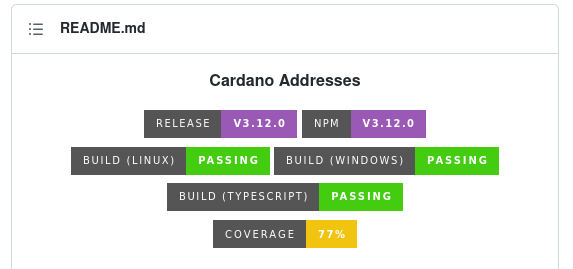 README.md
Cardano Addresses
RELEASE V3.12.0 NPM V3.12.0
BUILD (LINUX) PASSING BUILD (WINDOWS) PASSING
BUILD (TYPESCRIPT) PASSING
COVERAGE 77%